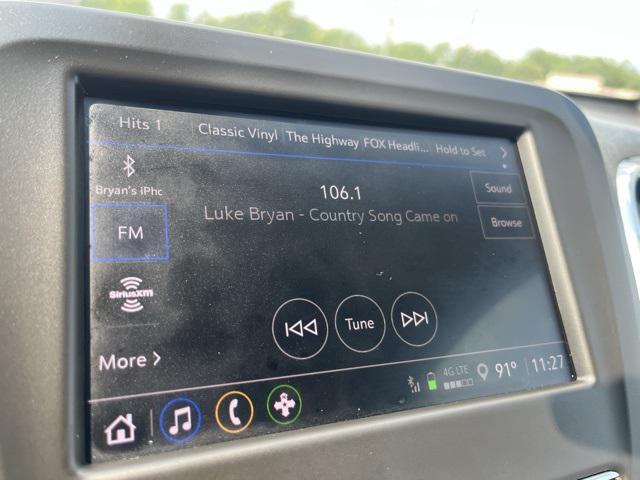 Hits 1 Classic Vinyl The Highway FOX Headli... Hold to Set
Bryan's iPhc
106.1
Sound
Luke Bryan - Country Song Came on
Browse
FM
SiriusXM
Tune
More
4G LTE 91° 11:27